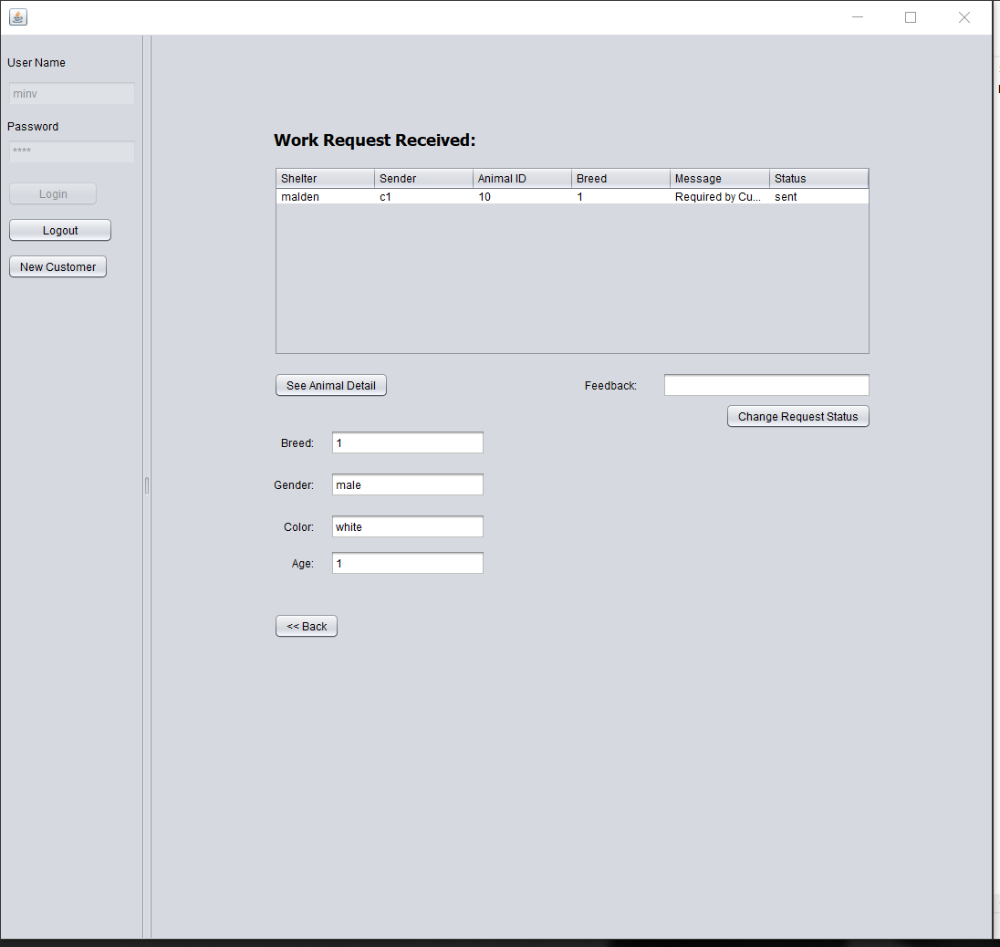 User Name
minv
Password
****
Login
Logout
New Customer
Work Request Received:
Shelter Sender Animal ID Breed Message Status
malden c1 10 1 Required by Cu... sent
See Animal Detail
Feedback:
Change Request Status
Breed: 1
Gender: male
Color: white
Age: 1
<< Back